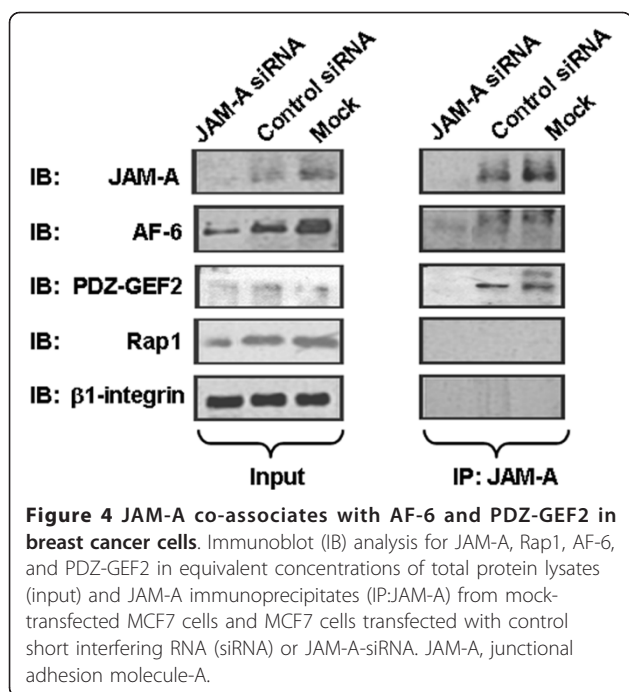 JAM-A siRNA Control siRNA Mock JAM-A siRNA Control siRNA Mock
IB: JAM-A
IB: AF-6
IB: PDZ-GEF2
IB: Rap1
IB: β1-integrin
Input IP: JAM-A
Figure 4 JAM-A co-associates with AF-6 and PDZ-GEF2 in
breast cancer cells. Immunoblot (IB) analysis for JAM-A, Rap1, AF-6,
and PDZ-GEF2 in equivalent concentrations of total protein lysates
(input) and JAM-A immunoprecipitates (IP:JAM-A) from mock-
transfected MCF7 cells and MCF7 cells transfected with control
short interfering RNA (siRNA) or JAM-A-siRNA. JAM-A, junctional
adhesion molecule-A.